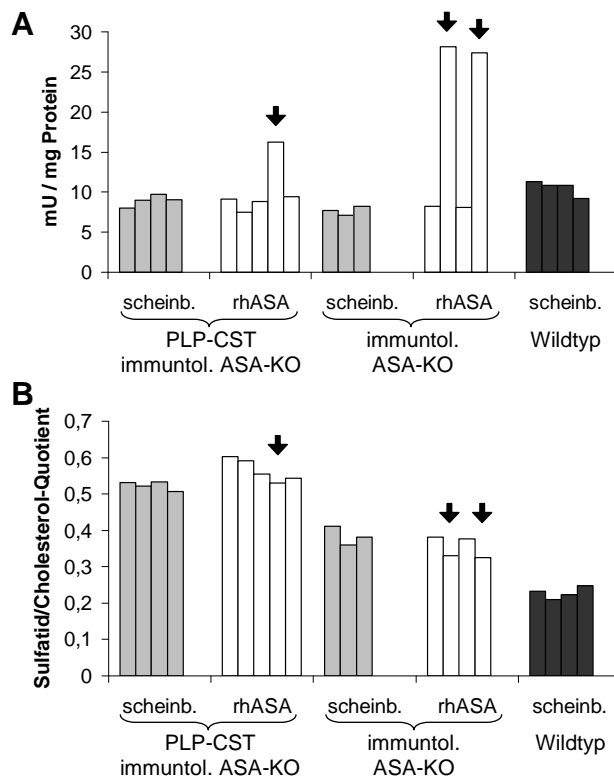 A
mU / mg Protein
30
25
20
15
10
5
0
scheinb. rhASA scheinb. rhASA scheinb.
PLP-CST immuntol. Wildtyp
immuntol. ASA-KO ASA-KO
B
Sulfatid/Cholesterol-Quotient
0,7
0,6
0,5
0,4
0,3
0,2
0,1
0
scheinb. rhASA scheinb. rhASA scheinb.
PLP-CST immuntol. Wildtyp
immuntol. ASA-KO ASA-KO